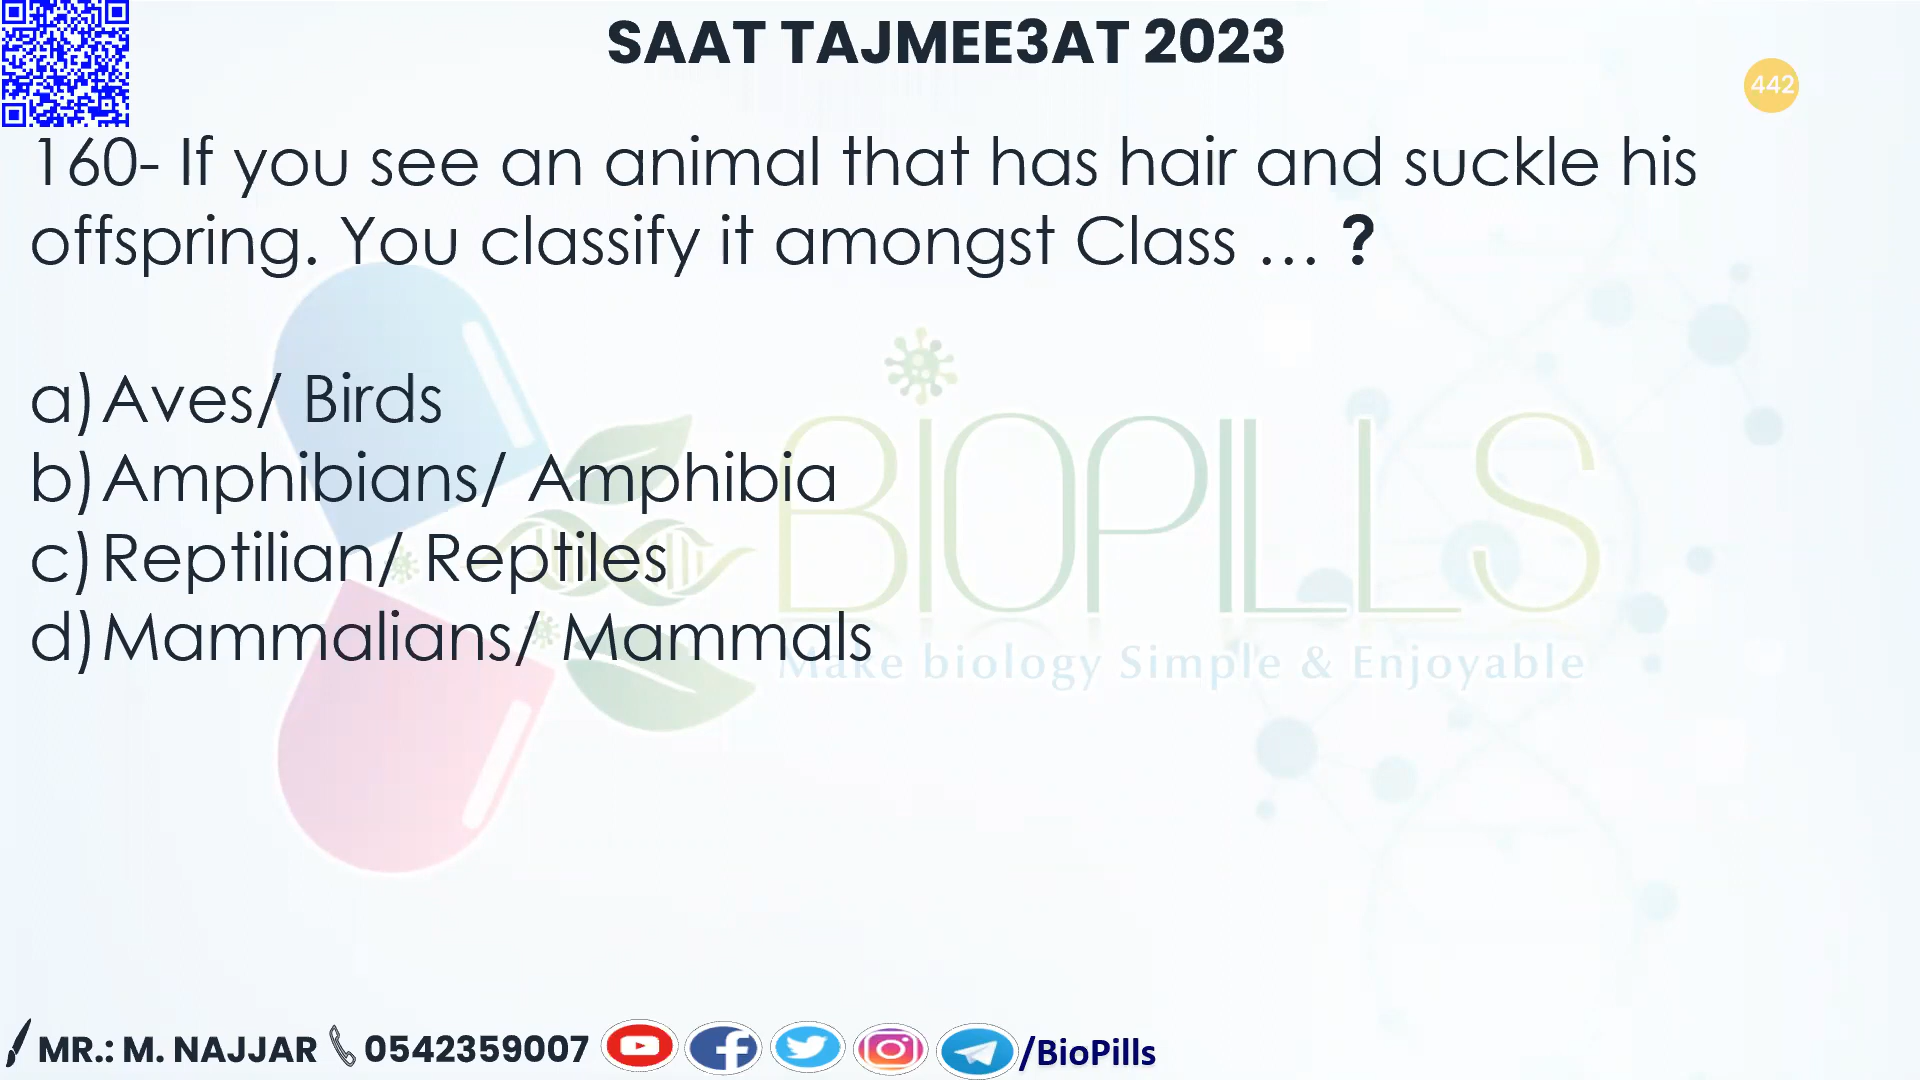 SAAT TAJMEE3AT 2023
442
160- If you see an animal that has hair and suckle his
offspring. You classify it amongst Class … ?
a) Aves/ Birds
b) Amphibians/ Amphibia
c) Reptilian/ Reptiles
d) Mammalians/ Mammals
BIOPILLS
Make biology Simple & Enjoyable
MR.: M. NAJJAR 0542359007 /BioPills